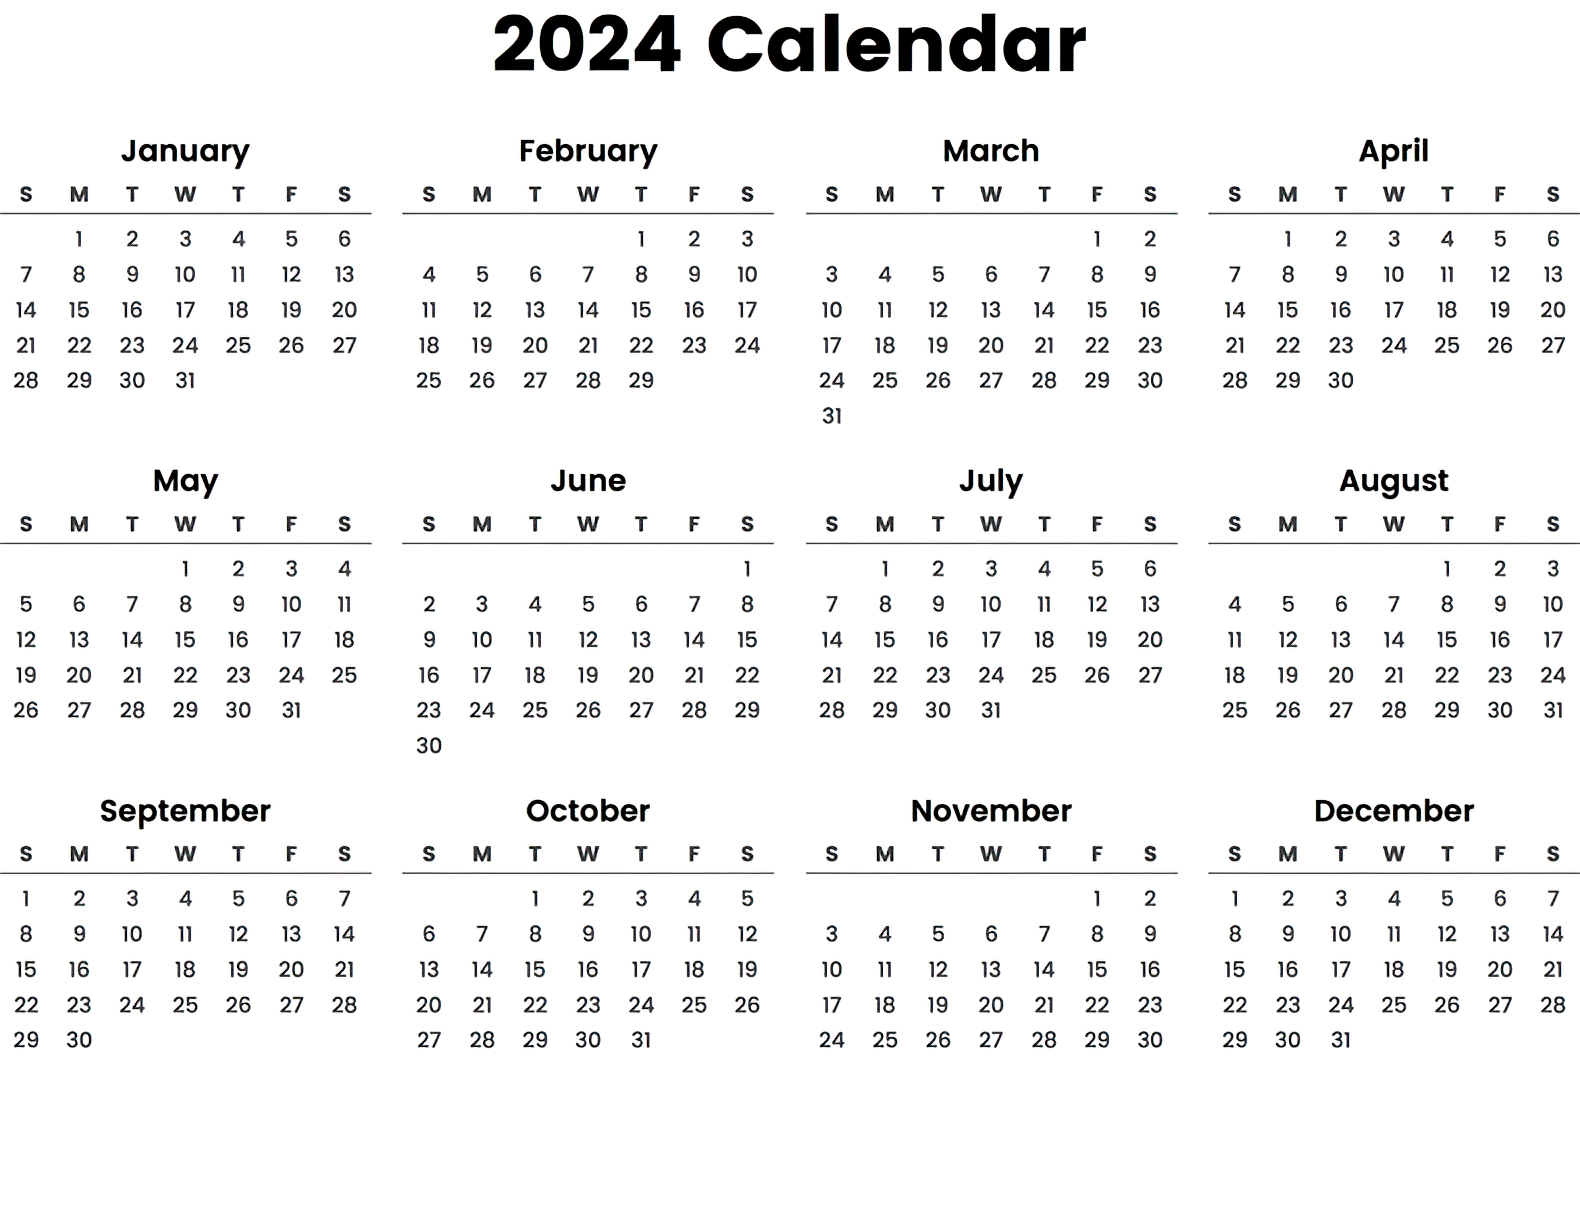 2024 Calendar
January
S M T W T F S
1 2 3 4 5 6
7 8 9 10 11 12 13
14 15 16 17 18 19 20
21 22 23 24 25 26 27
28 29 30 31
February
S M T W T F S
1 2 3
4 5 6 7 8 9 10
11 12 13 14 15 16 17
18 19 20 21 22 23 24
25 26 27 28 29
March
S M T W T F S
1 2
3 4 5 6 7 8 9
10 11 12 13 14 15 16
17 18 19 20 21 22 23
24 25 26 27 28 29 30
31
April
S M T W T F S
1 2 3 4 5 6
7 8 9 10 11 12 13
14 15 16 17 18 19 20
21 22 23 24 25 26 27
28 29 30
May
S M T W T F S
1 2 3 4
5 6 7 8 9 10 11
12 13 14 15 16 17 18
19 20 21 22 23 24 25
26 27 28 29 30 31
June
S M T W T F S
1
2 3 4 5 6 7 8
9 10 11 12 13 14 15
16 17 18 19 20 21 22
23 24 25 26 27 28 29
30
July
S M T W T F S
1 2 3 4 5 6
7 8 9 10 11 12 13
14 15 16 17 18 19 20
21 22 23 24 25 26 27
28 29 30 31
August
S M T W T F S
1 2 3
4 5 6 7 8 9 10
11 12 13 14 15 16 17
18 19 20 21 22 23 24
25 26 27 28 29 30 31
September
S M T W T F S
1 2 3 4 5 6 7
8 9 10 11 12 13 14
15 16 17 18 19 20 21
22 23 24 25 26 27 28
29 30
October
S M T W T F S
1 2 3 4 5
6 7 8 9 10 11 12
13 14 15 16 17 18 19
20 21 22 23 24 25 26
27 28 29 30 31
November
S M T W T F S
1 2
3 4 5 6 7 8 9
10 11 12 13 14 15 16
17 18 19 20 21 22 23
24 25 26 27 28 29 30
December
S M T W T F S
1 2 3 4 5 6 7
8 9 10 11 12 13 14
15 16 17 18 19 20 21
22 23 24 25 26 27 28
29 30 31